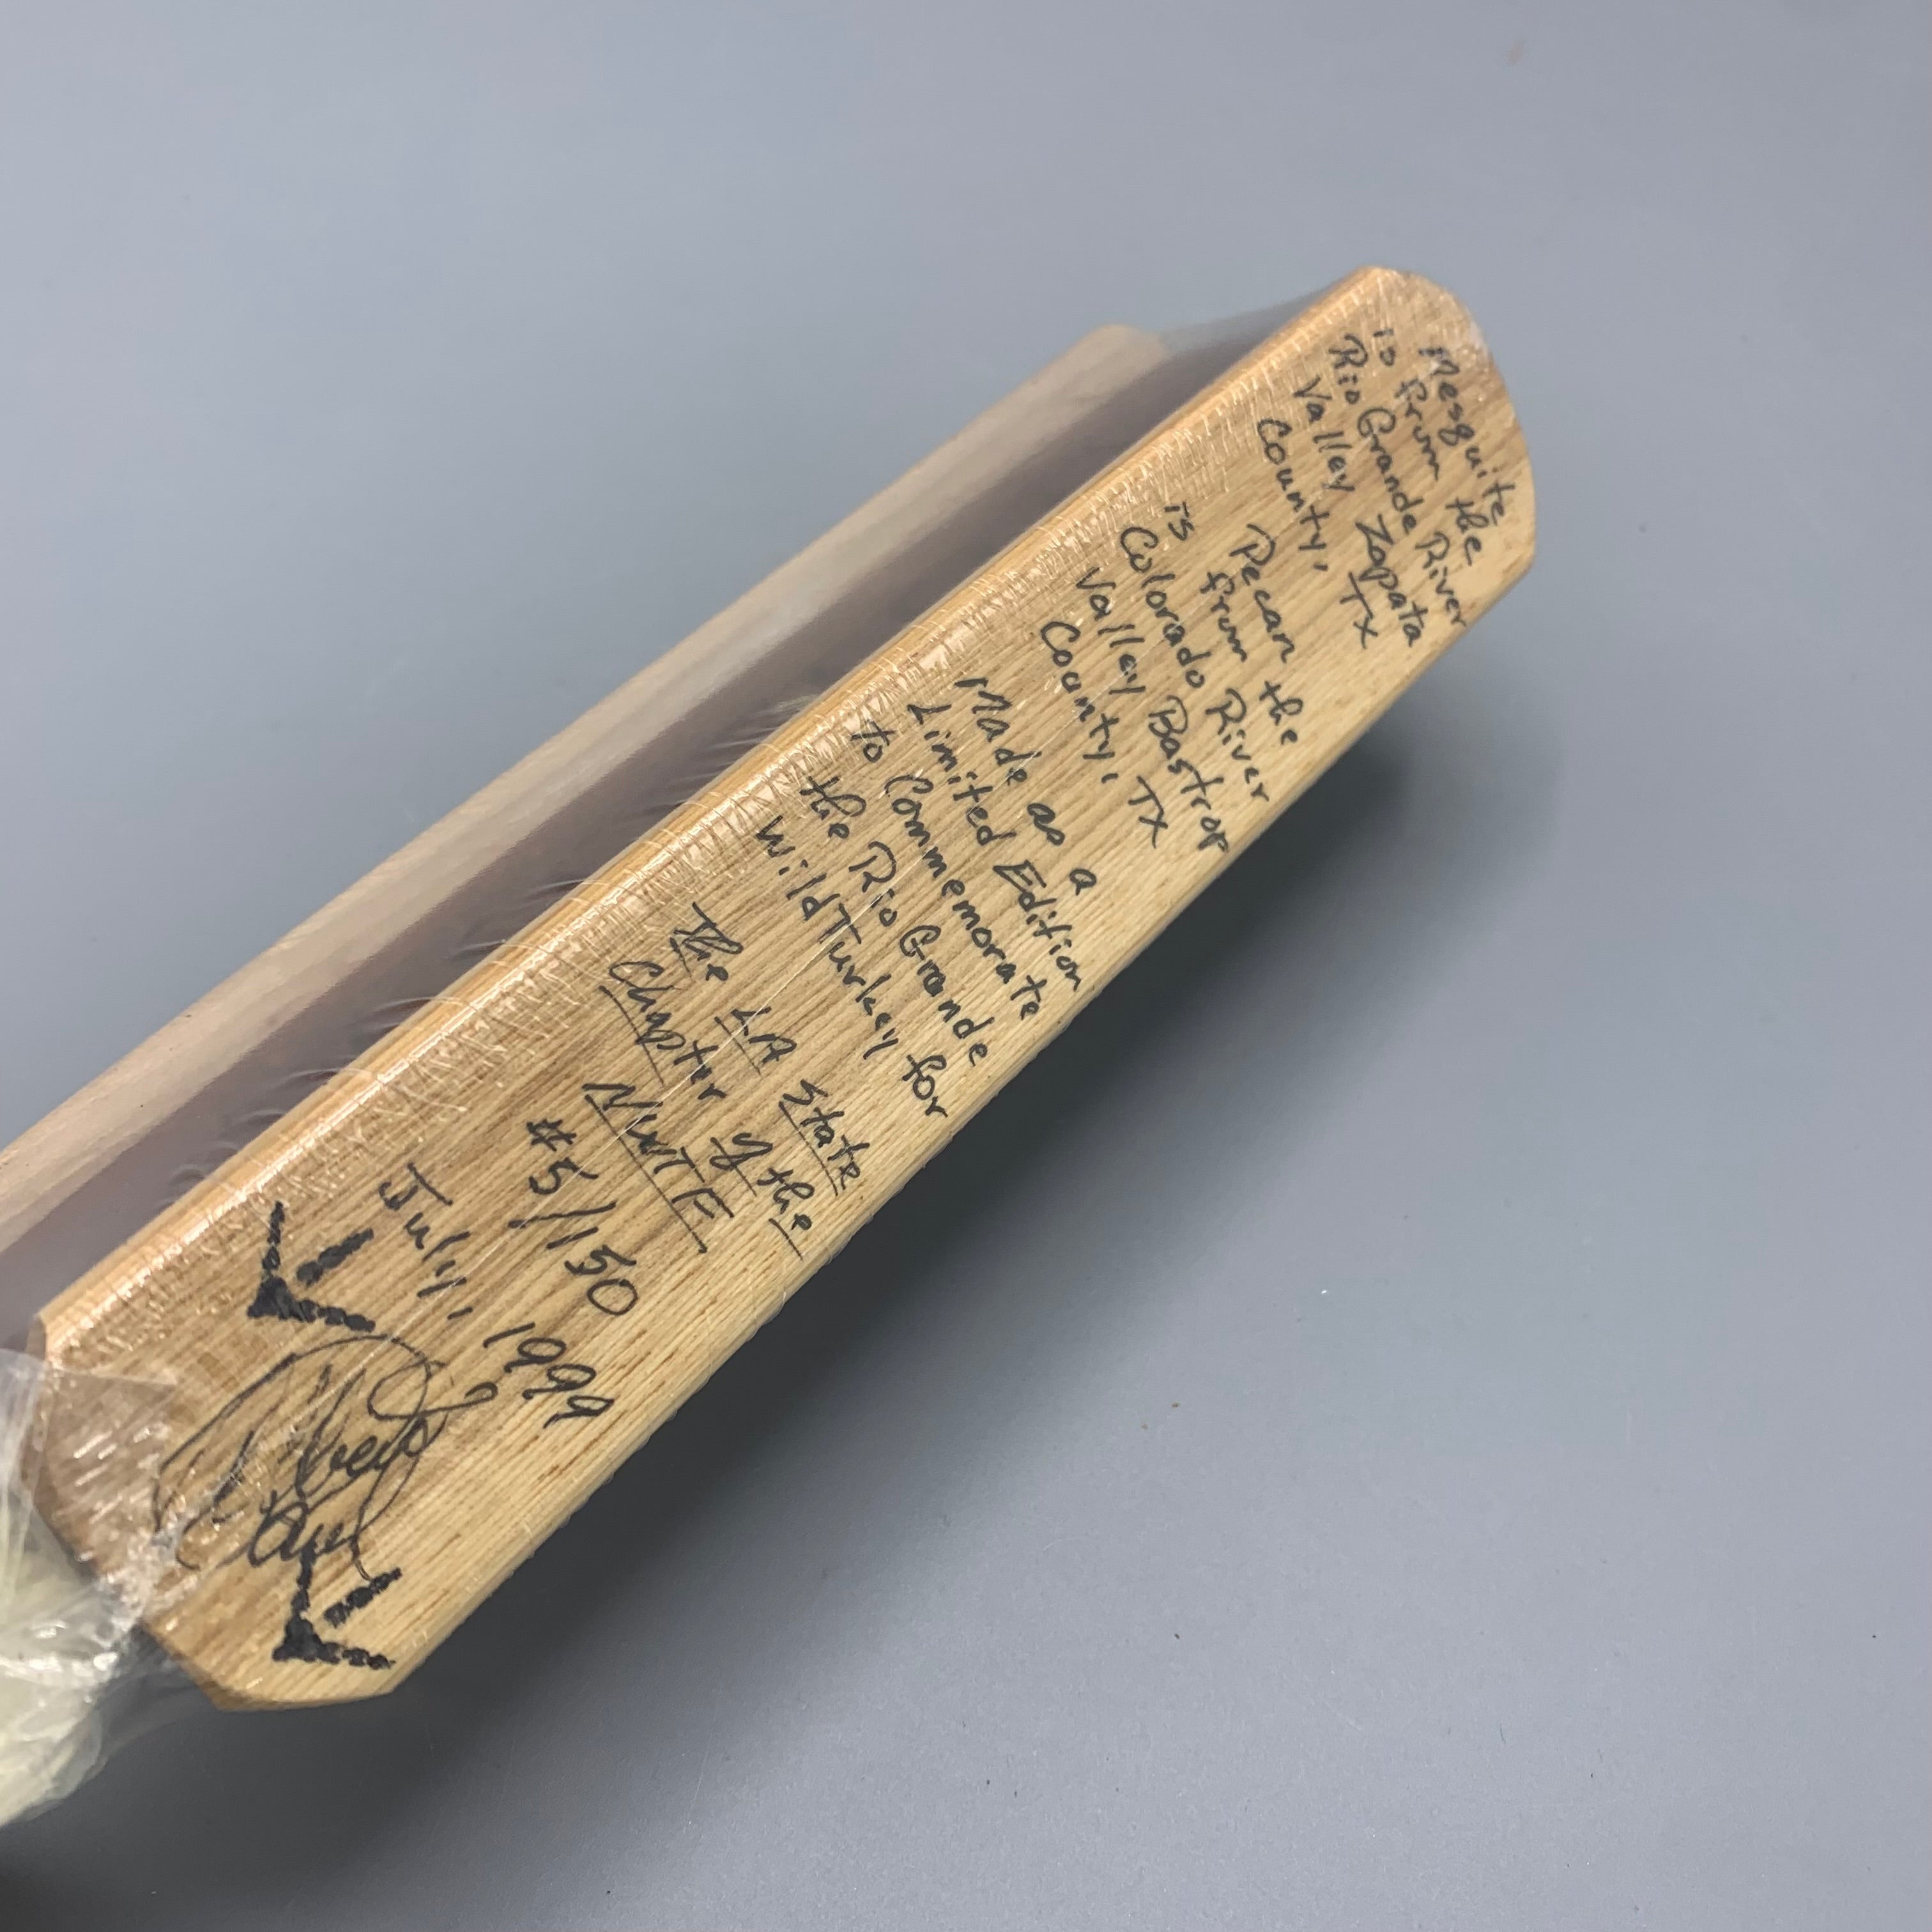 Mesquite
is from the
Rio Grande River
Valley Zapata
County, TX
Pecan
is from the
Colorado River
Valley Bastrop
County, TX
Made as a
Limited Edition
to Commemorate
the Rio Grande
Wild Turkey for
The LA State
Chapter of the
NWTF
#5/150
July, 1999
Albert
Paul